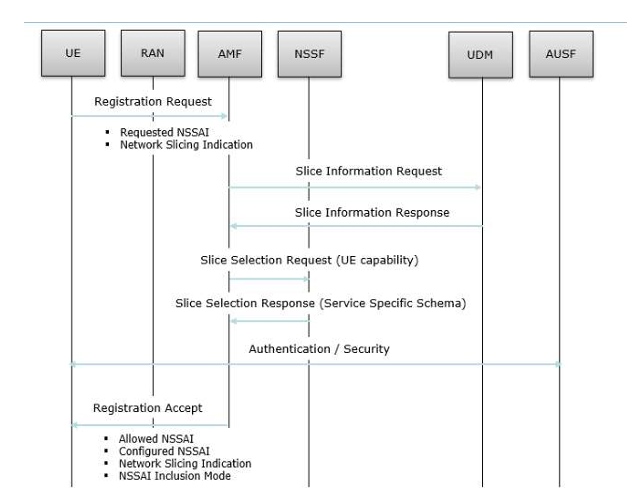 UE
RAN
AMF
NSSF
UDM
AUSF
Registration Request
▪ Requested NSSAI
▪ Network Slicing Indication
Slice Information Request
Slice Information Response
Slice Selection Request (UE capability)
Slice Selection Response (Service Specific Schema)
Authentication / Security
Registration Accept
▪ Allowed NSSAI
▪ Configured NSSAI
▪ Network Slicing Indication
▪ NSSAI Inclusion Mode